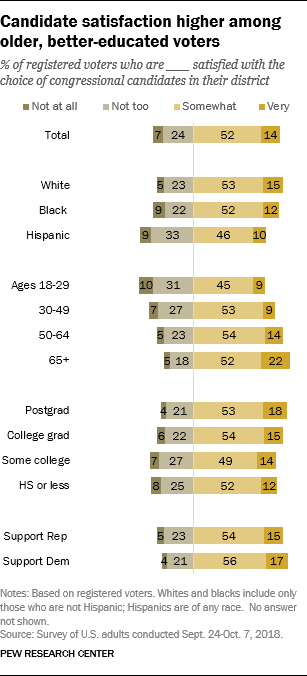 Candidate satisfaction higher among
older, better-educated voters
% of registered voters who are ___ satisfied with the
choice of congressional candidates in their district
Not at all Not too Somewhat Very
Total 7 24 52 14
White 5 23 53 15
Black 9 22 52 12
Hispanic 9 33 46 10
Ages 18-29 10 31 45 9
30-49 7 27 53 9
50-64 5 23 54 14
65+ 5 18 52 22
Postgrad 4 21 53 18
College grad 6 22 54 15
Some college 7 27 49 14
HS or less 8 25 52 12
Support Rep 5 23 54 15
Support Dem 4 21 56 17
Notes: Based on registered voters. Whites and blacks include only
those who are not Hispanic; Hispanics are of any race. No answer
not shown.
Source: Survey of U.S. adults conducted Sept. 24-Oct. 7, 2018.
PEW RESEARCH CENTER